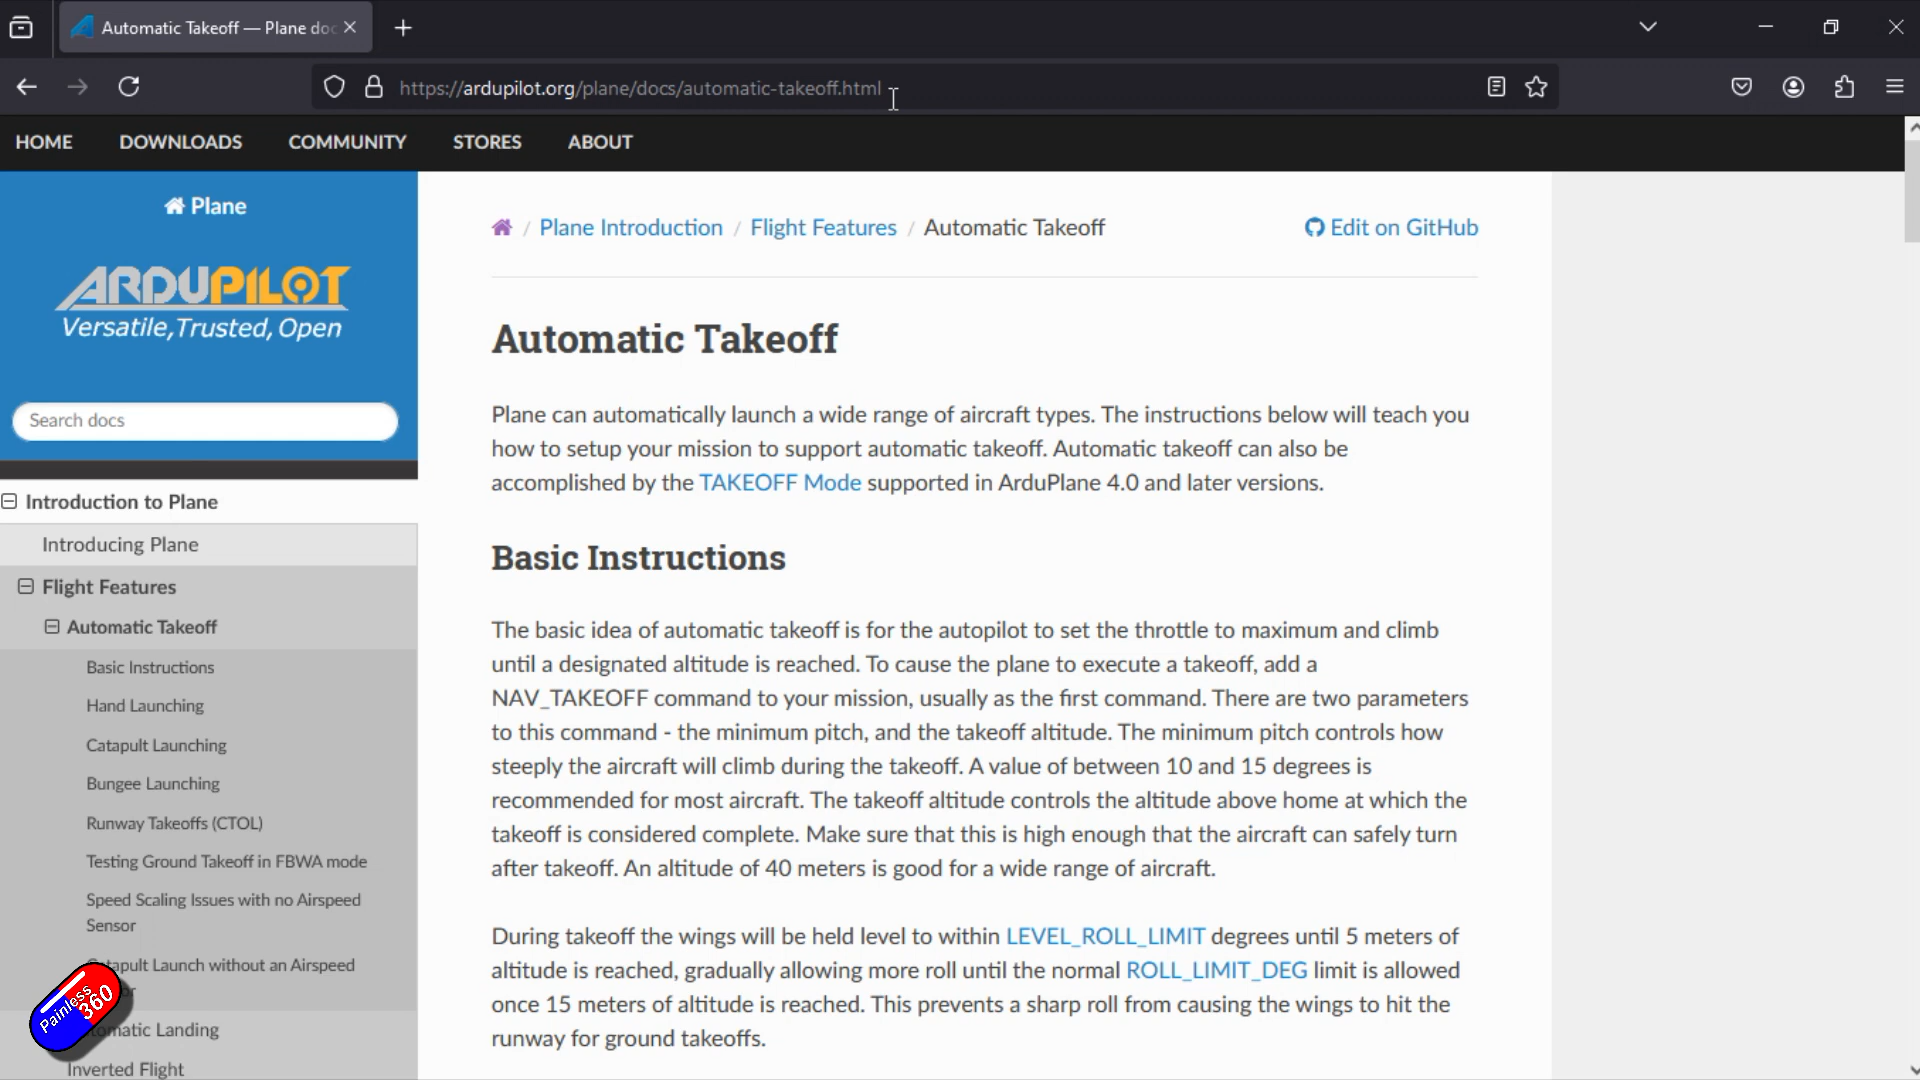 Automatic Takeoff — Plane doc
https://ardupilot.org/plane/docs/automatic-takeoff.html
HOME DOWNLOADS COMMUNITY STORES ABOUT
Plane
ARDUPILOT
Versatile,Trusted, Open
Search docs
Introduction to Plane
Introducing Plane
Flight Features
Automatic Takeoff
Basic Instructions
Hand Launching
Catapult Launching
Bungee Launching
Runway Takeoffs (CTOL)
Testing Ground Takeoff in FBWA mode
Speed Scaling Issues with no Airspeed
Sensor
Catapult Launch without an Airspeed
Painless 360
Automatic Landing
Inverted Flight
/ Plane Introduction / Flight Features / Automatic Takeoff
Edit on GitHub
Automatic Takeoff
Plane can automatically launch a wide range of aircraft types. The instructions below will teach you
how to setup your mission to support automatic takeoff. Automatic takeoff can also be
accomplished by the TAKEOFF Mode supported in ArduPlane 4.0 and later versions.
Basic Instructions
The basic idea of automatic takeoff is for the autopilot to set the throttle to maximum and climb
until a designated altitude is reached. To cause the plane to execute a takeoff, add a
NAV_TAKEOFF command to your mission, usually as the first command. There are two parameters
to this command - the minimum pitch, and the takeoff altitude. The minimum pitch controls how
steeply the aircraft will climb during the takeoff. A value of between 10 and 15 degrees is
recommended for most aircraft. The takeoff altitude controls the altitude above home at which the
takeoff is considered complete. Make sure that this is high enough that the aircraft can safely turn
after takeoff. An altitude of 40 meters is good for a wide range of aircraft.
During takeoff the wings will be held level to within LEVEL_ROLL_LIMIT degrees until 5 meters of
altitude is reached, gradually allowing more roll until the normal ROLL_LIMIT_DEG limit is allowed
once 15 meters of altitude is reached. This prevents a sharp roll from causing the wings to hit the
runway for ground takeoffs.